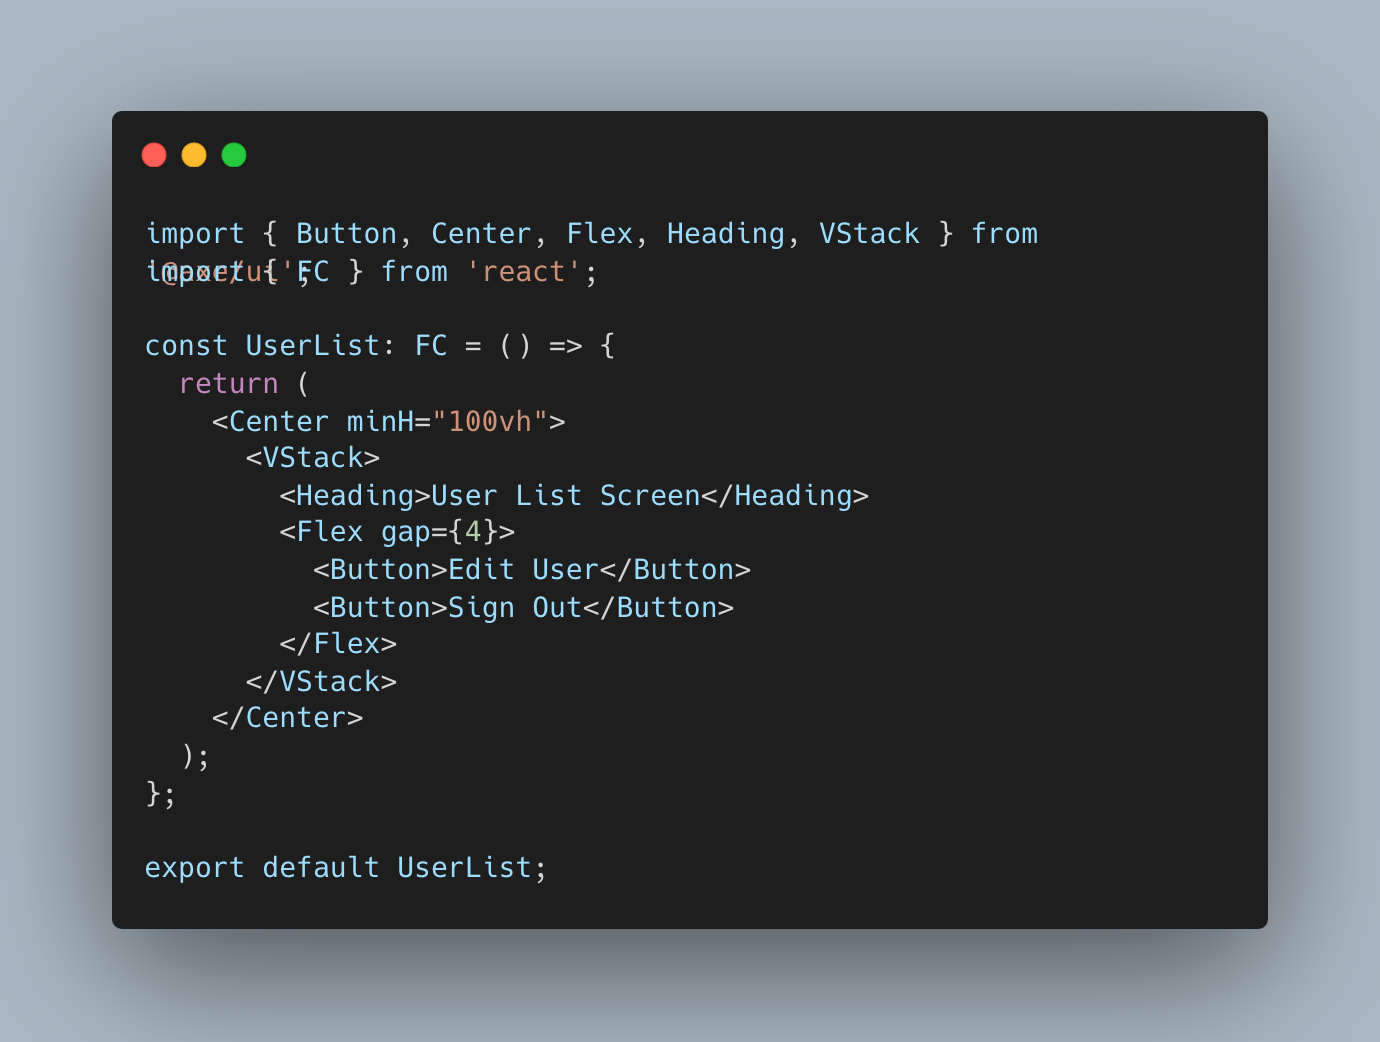 import { Button, Center, Flex, Heading, VStack } from
import { FC } from 'react';

const UserList: FC = () => {
  return (
    <Center minH="100vh">
      <VStack>
        <Heading>User List Screen</Heading>
        <Flex gap={4}>
          <Button>Edit User</Button>
          <Button>Sign Out</Button>
        </Flex>
      </VStack>
    </Center>
  );
};

export default UserList;